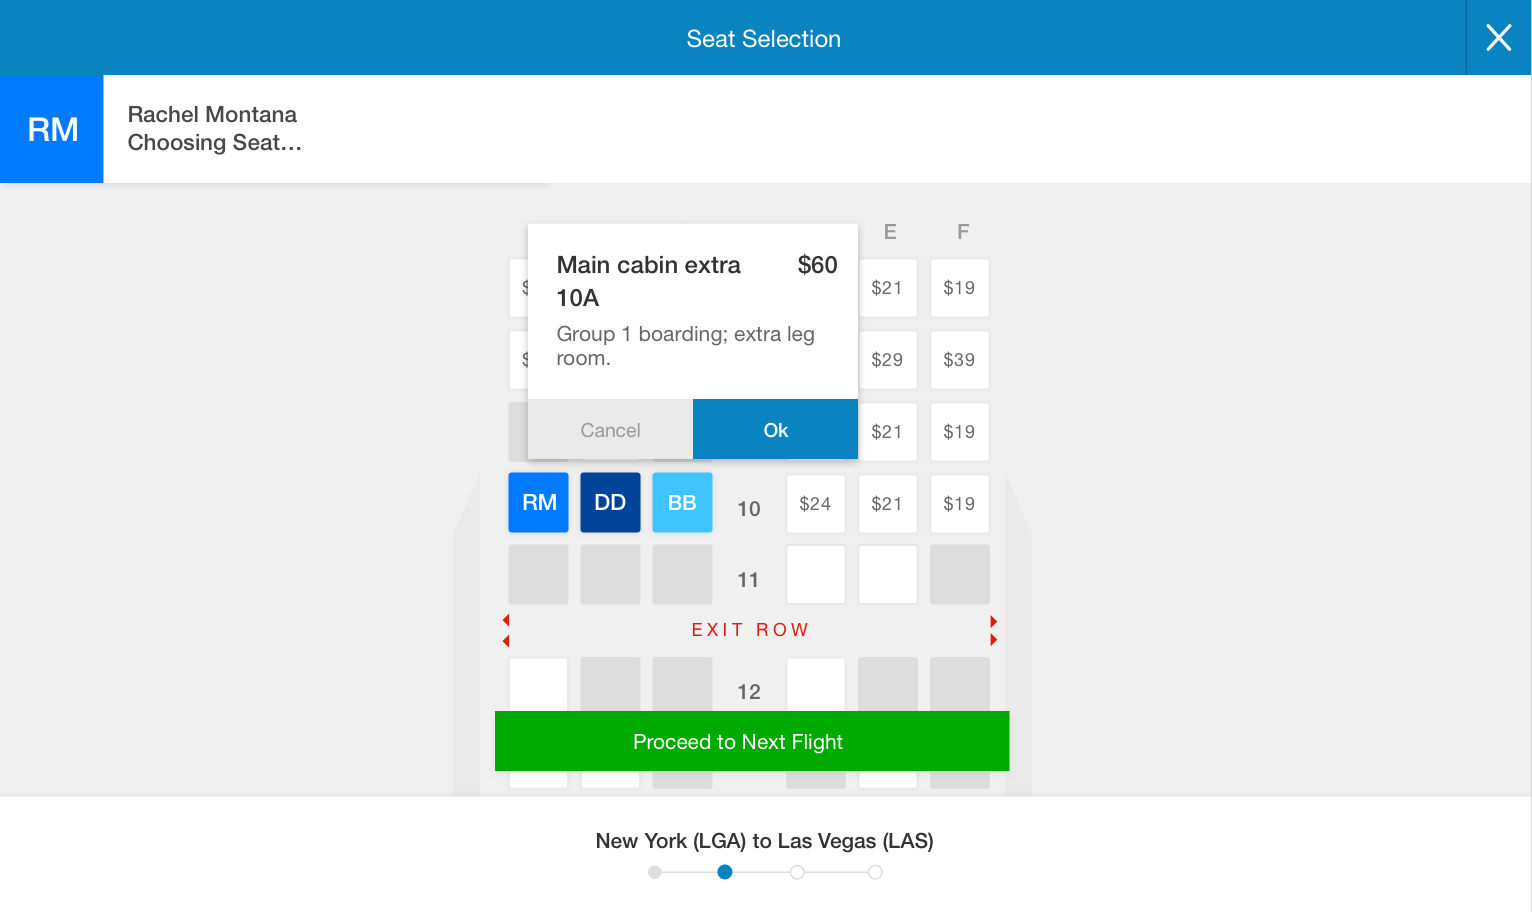 Seat Selection
RM
Rachel Montana
Choosing Seat...
E F
Main cabin extra $60
10A
Group 1 boarding; extra leg
room.
Cancel Ok
$21 $19
$29 $39
$21 $19
RM DD BB 10 $24 $21 $19
11
EXIT ROW
12
Proceed to Next Flight
New York (LGA) to Las Vegas (LAS)